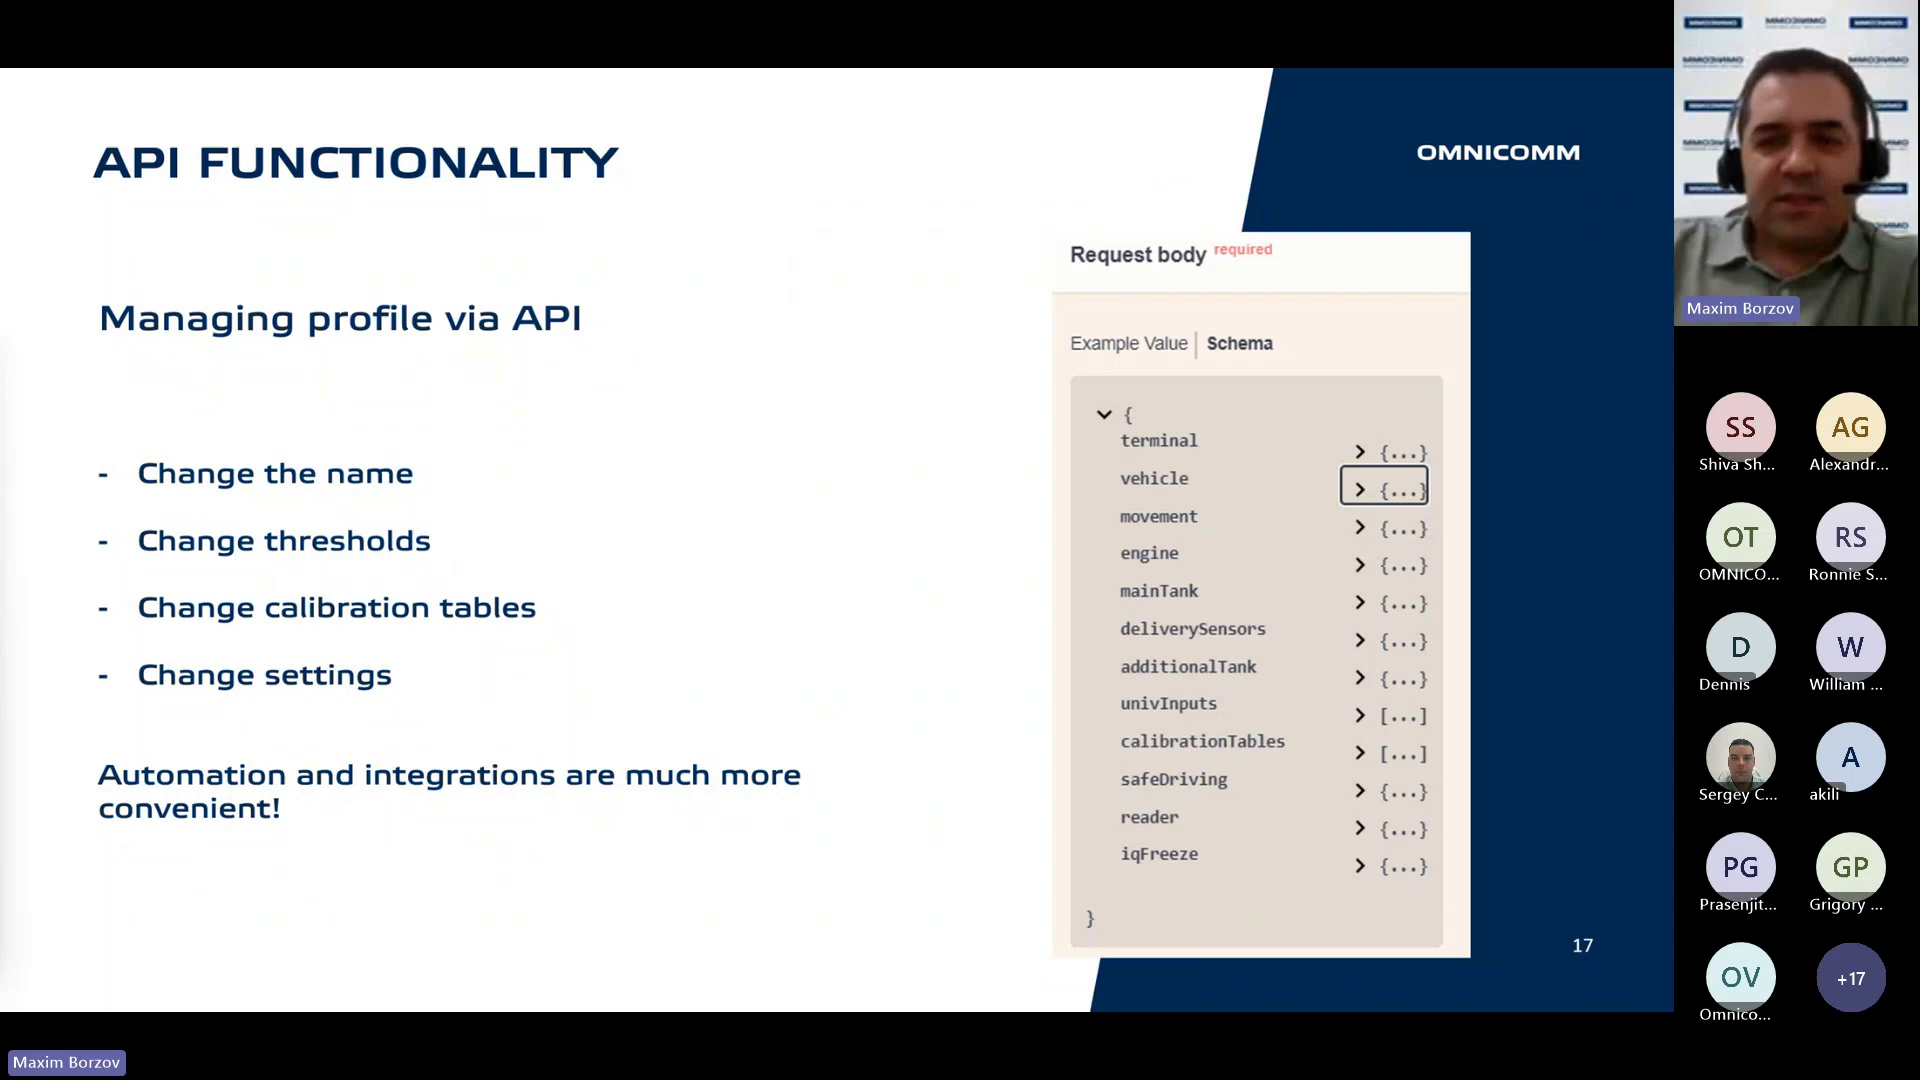 API FUNCTIONALITY
OMNICOMM
Managing profile via API
- Change the name
- Change thresholds
- Change calibration tables
- Change settings
Automation and integrations are much more
convenient!
Request body required
Example Value | Schema
{
terminal {...}
vehicle {...}
movement {...}
engine {...}
mainTank {...}
deliverySensors {...}
additionalTank {...}
univInputs [...]
calibrationTables [...]
safeDriving {...}
reader {...}
iqFreeze {...}
}
17
Maxim Borzov
SS
Shiva Sh...
AG
Alexandr...
OT
OMNICO...
RS
Ronnie S...
D
Dennis
W
William ...
Sergey C...
A
akili
PG
Prasenjit...
GP
Grigory ...
OV
Omnico...
+17
Maxim Borzov